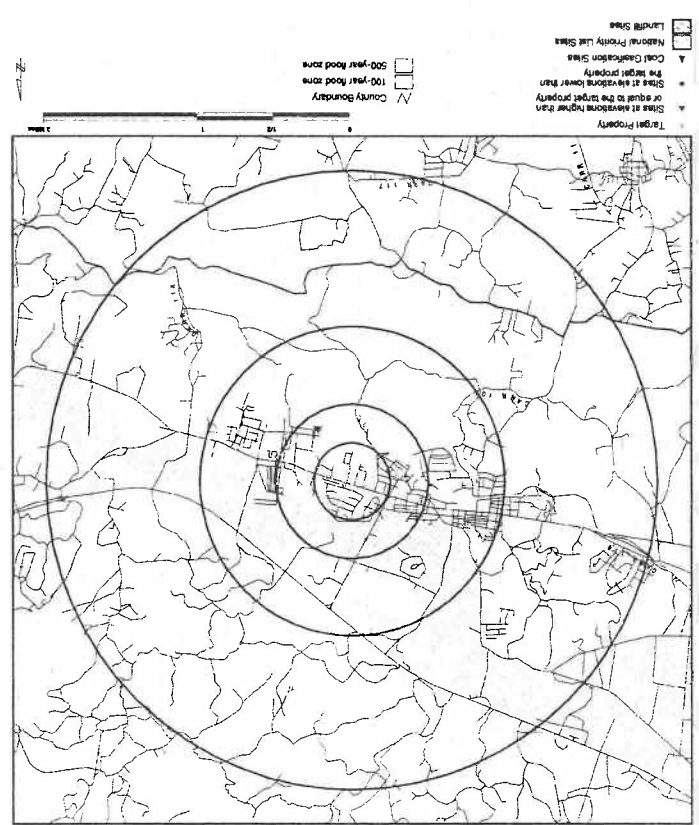 Target Property
Sites at elevations higher than
or equal to the target property
Sites at elevations lower than
the target property
Coal Gasification Sites
National Priority List Sites
Landfill Sites
0
1/2
1
2 Miles
County Boundary
100-year flood zone
500-year flood zone